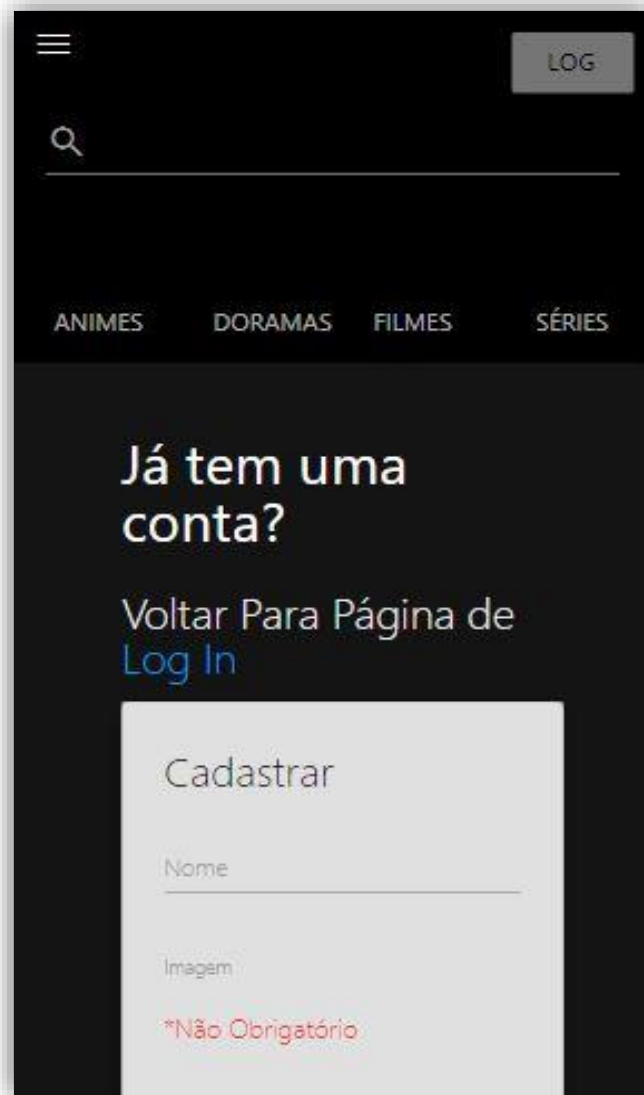 LOG
ANIMES DORAMAS FILMES SÉRIES
Já tem uma
conta?
Voltar Para Página de
Log In
Cadastrar
Nome
Imagem
*Não Obrigatório